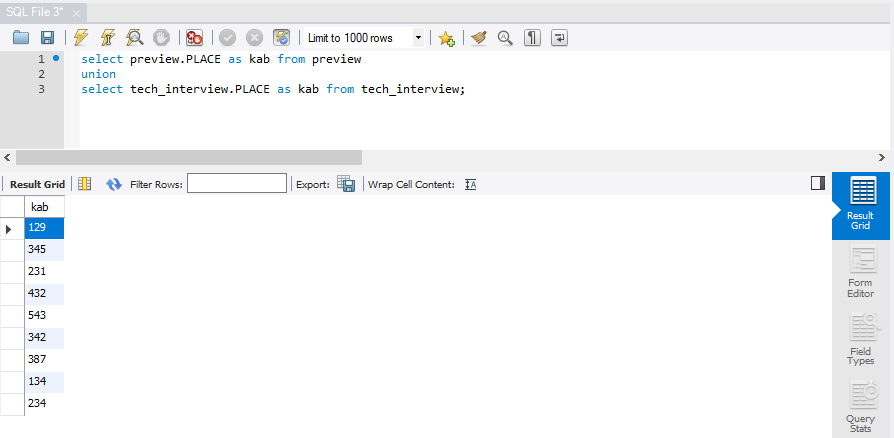 SQL File 3*
Limit to 1000 rows
1 select preview.PLACE as kab from preview
2 union
3 select tech_interview.PLACE as kab from tech_interview;
Result Grid Filter Rows: Export: Wrap Cell Content:
kab
129
345
231
432
543
342
387
134
234
Result
Grid
Form
Editor
Field
Types
Query
Stats